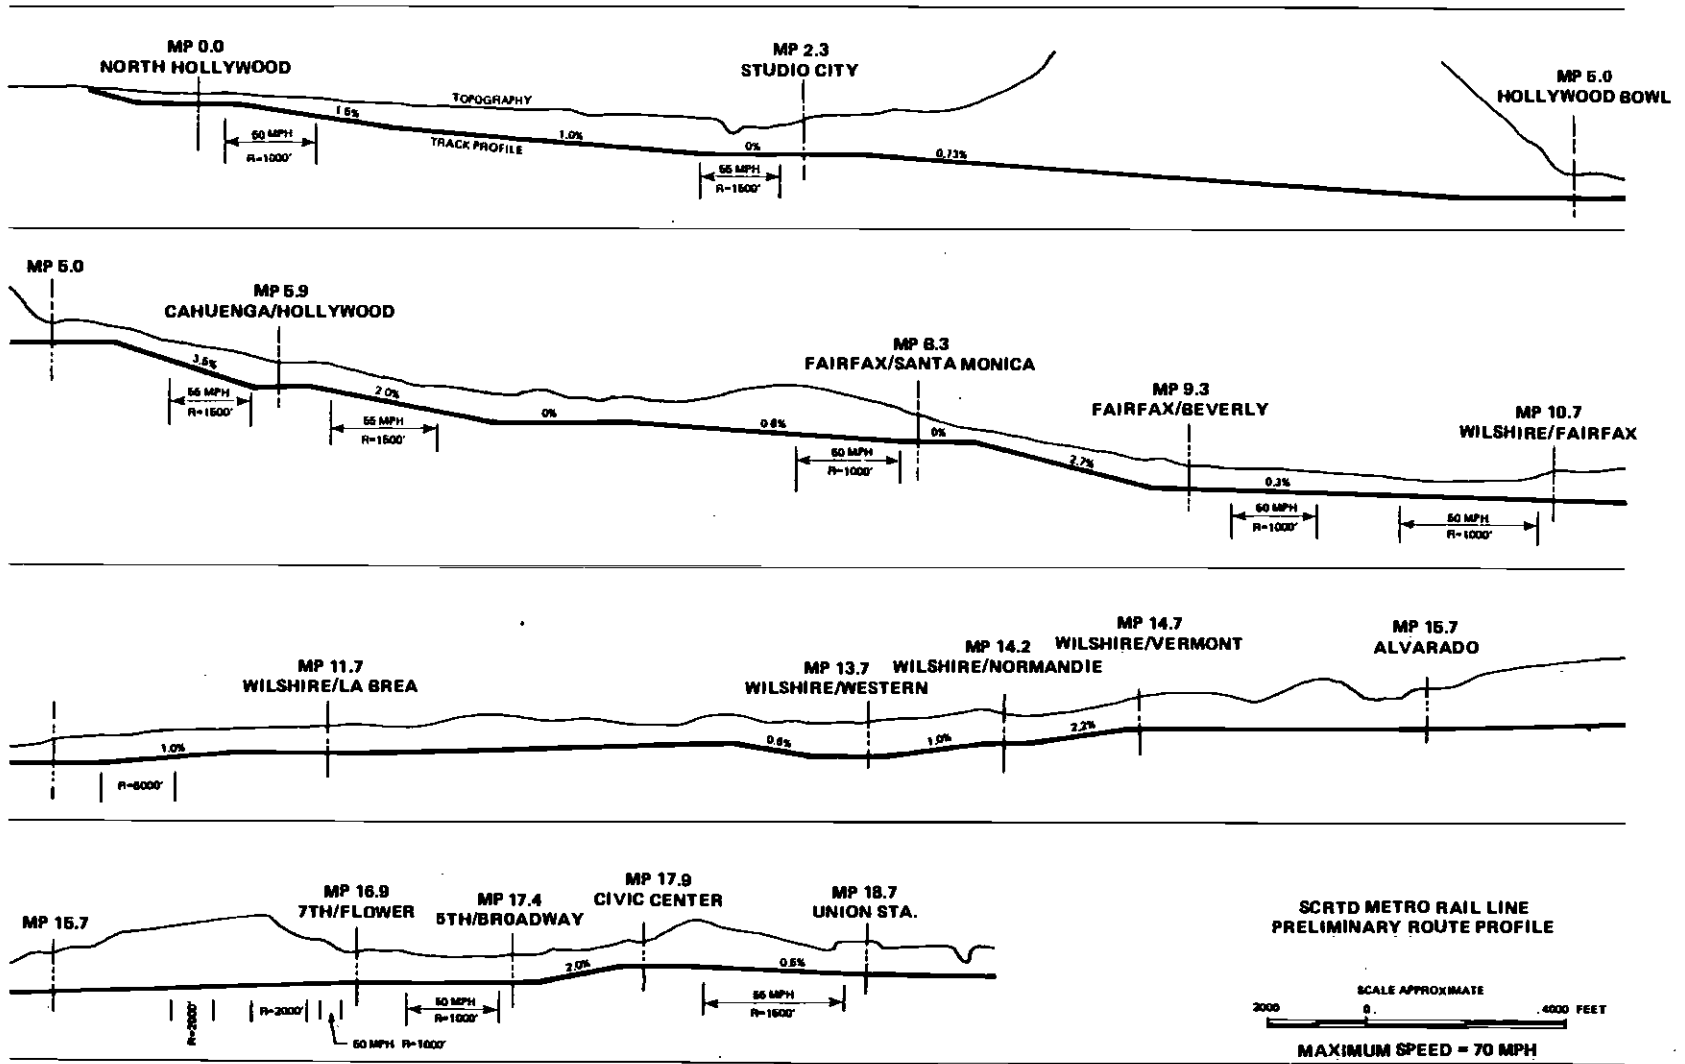 MP 0.0
NORTH HOLLYWOOD
MP 2.3
STUDIO CITY
MP 5.0
HOLLYWOOD BOWL
TOPOGRAPHY
TRACK PROFILE
1.5%
1.0%
0%
0.73%
50 MPH
R=1000'
55 MPH
R=1500'
MP 5.0
MP 5.9
CAHUENGA/HOLLYWOOD
MP 8.3
FAIRFAX/SANTA MONICA
MP 9.3
FAIRFAX/BEVERLY
MP 10.7
WILSHIRE/FAIRFAX
3.5%
2.0%
0%
0.6%
0%
2.7%
0.3%
55 MPH
R=1500'
55 MPH
R=1500'
50 MPH
R=1000'
50 MPH
R=1000'
50 MPH
R=1000'
MP 11.7
WILSHIRE/LA BREA
MP 13.7
WILSHIRE/WESTERN
MP 14.2
WILSHIRE/NORMANDIE
MP 14.7
WILSHIRE/VERMONT
MP 15.7
ALVARADO
1.0%
0.6%
1.0%
2.2%
R=5000'
MP 15.7
MP 16.9
7TH/FLOWER
MP 17.4
5TH/BROADWAY
MP 17.9
CIVIC CENTER
MP 18.7
UNION STA.
2.0%
0.5%
R=2000'
R=2000'
50 MPH R=1000'
50 MPH
R=1000'
55 MPH
R=1500'
SCRTD METRO RAIL LINE
PRELIMINARY ROUTE PROFILE
SCALE APPROXIMATE
2000 0 4000 FEET
MAXIMUM SPEED = 70 MPH